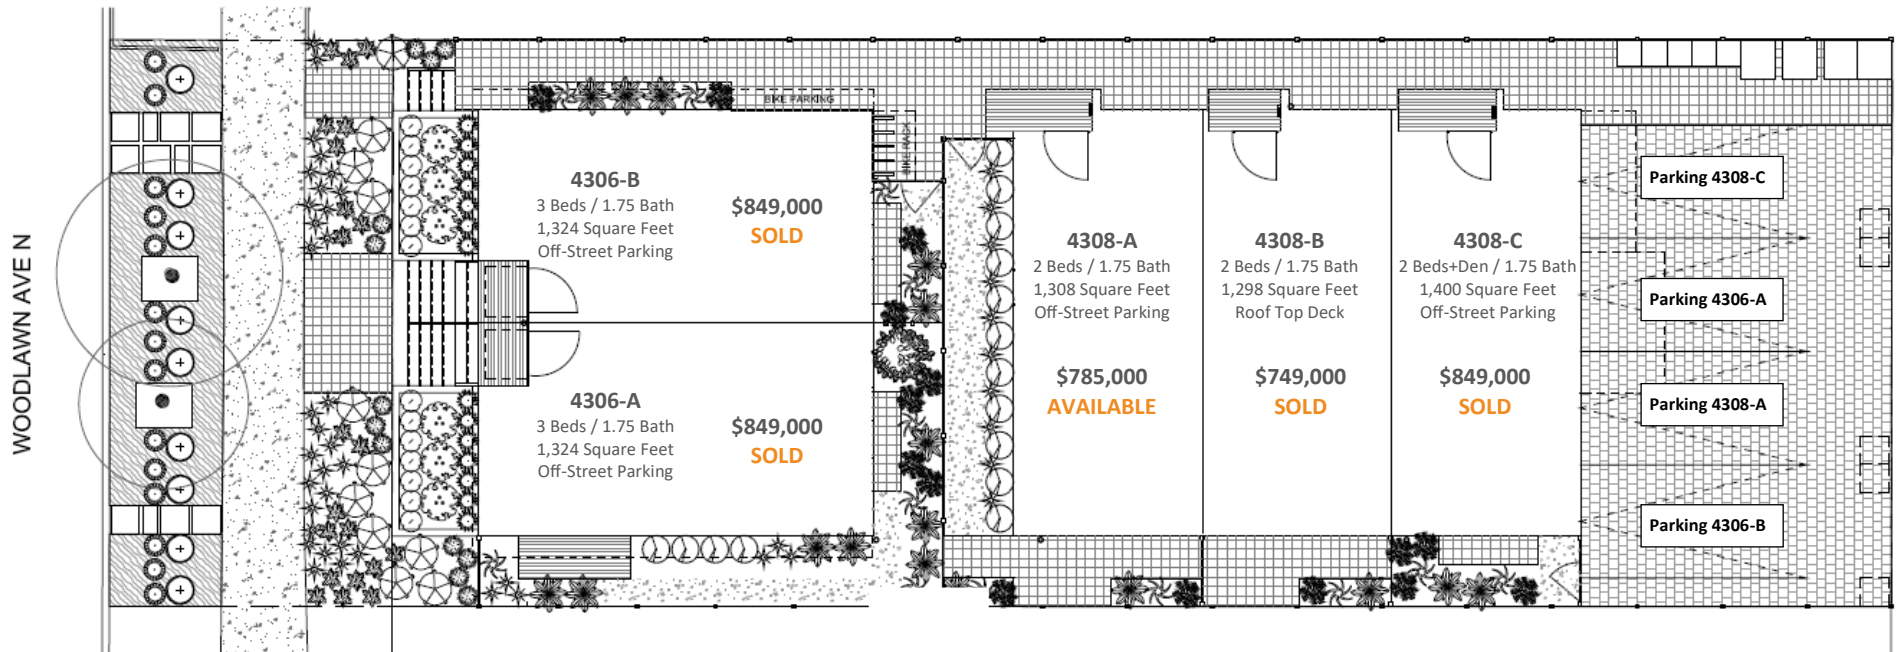 WOODLAWN AVE N
BIKE PARKING
BIKE RACK
4306-B
3 Beds / 1.75 Bath
1,324 Square Feet
Off-Street Parking
$849,000
SOLD
4306-A
3 Beds / 1.75 Bath
1,324 Square Feet
Off-Street Parking
$849,000
SOLD
4308-A
2 Beds / 1.75 Bath
1,308 Square Feet
Off-Street Parking
$785,000
AVAILABLE
4308-B
2 Beds / 1.75 Bath
1,298 Square Feet
Roof Top Deck
$749,000
SOLD
4308-C
2 Beds+Den / 1.75 Bath
1,400 Square Feet
Off-Street Parking
$849,000
SOLD
Parking 4308-C
Parking 4306-A
Parking 4308-A
Parking 4306-B